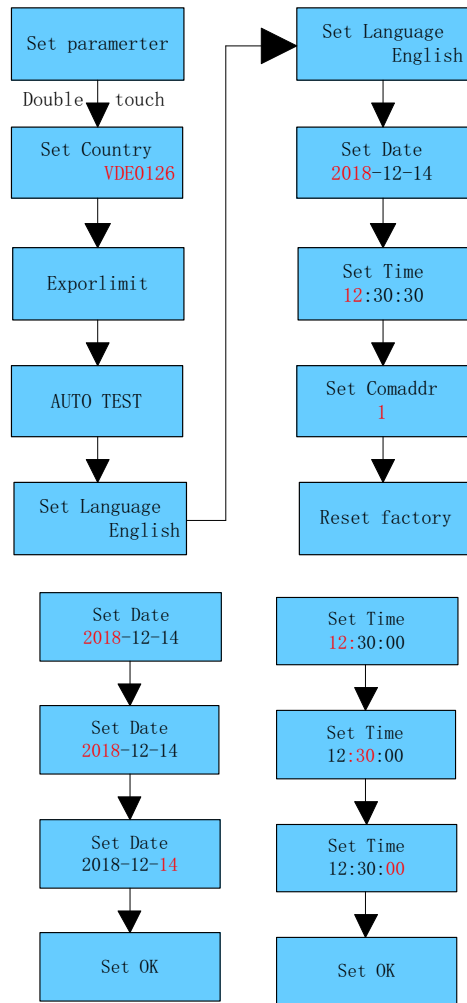 Set paramerter
Double touch
Set Country
VDE0126
Exporlimit
AUTO TEST
Set Language
English
Set Language
English
Set Date
2018-12-14
Set Time
12:30:30
Set Comaddr
1
Reset factory
Set Date
2018-12-14
Set Date
2018-12-14
Set Date
2018-12-14
Set OK
Set Time
12:30:00
Set Time
12:30:00
Set Time
12:30:00
Set OK